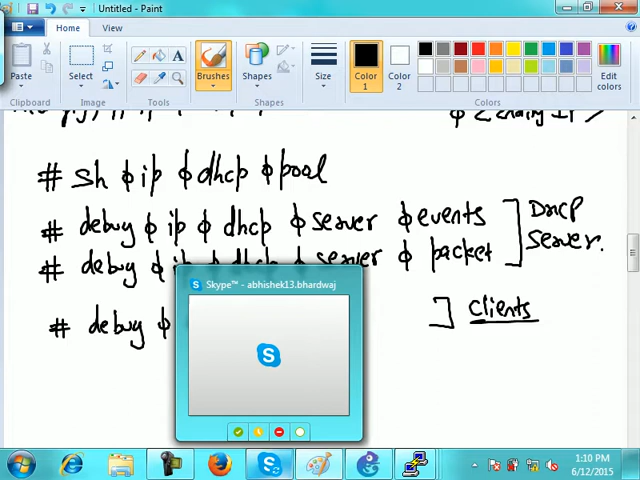 Untitled - Paint
Home View
Paste Select Brushes Shapes Size Color 1 Color 2 Edit colors
Clipboard Image Tools Shapes Colors
# sh ϕ ip ϕ dhcp ϕ pool
# debug ϕ ip ϕ dhcp ϕ server ϕ events
# debug ϕ ip ϕ dhcp ϕ server ϕ packet
DHCP
Server.
# debug ϕ
] Clients
Skype™ - abhishek13.bhardwaj
1:10 PM
6/12/2015